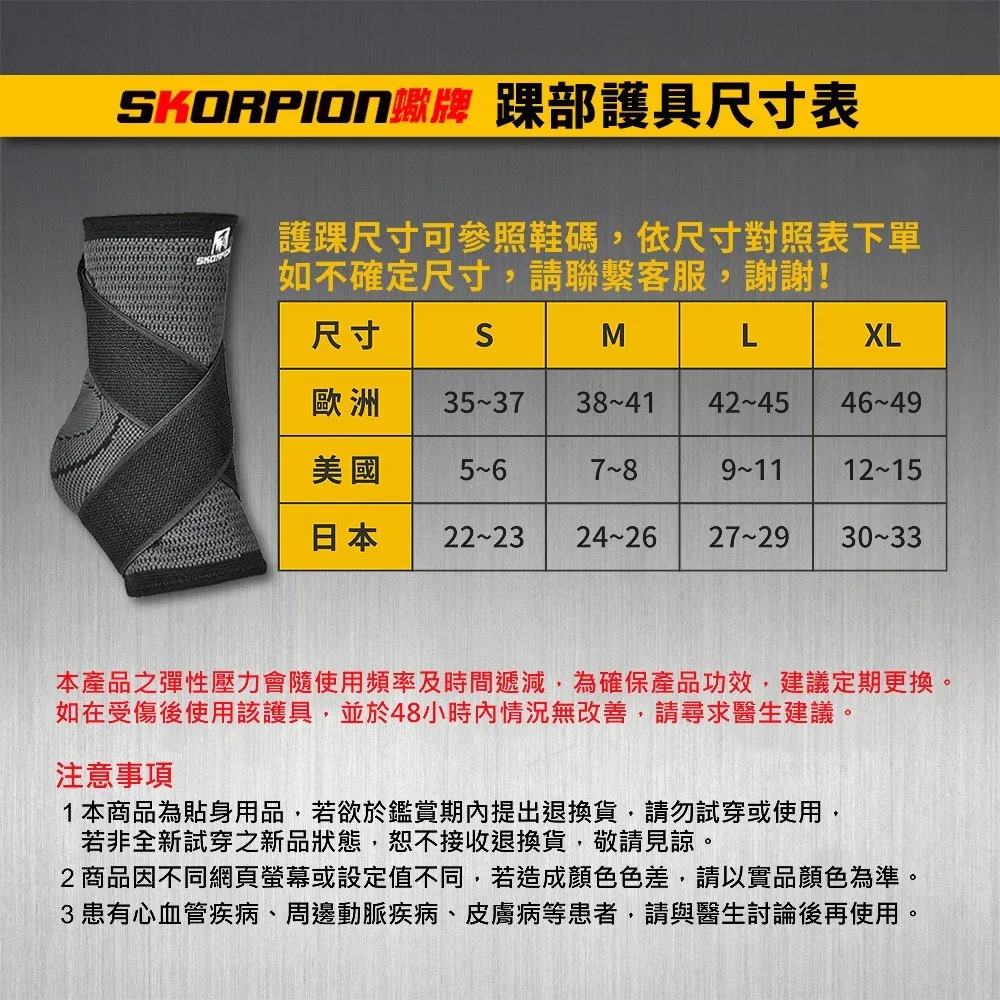 SKORPION蠍牌 踝部護具尺寸表
護踝尺寸可參照鞋碼，依尺寸對照表下單
如不確定尺寸，請聯繫客服，謝謝!
尺寸 S M L XL
歐洲 35~37 38~41 42~45 46~49
美國 5~6 7~8 9~11 12~15
日本 22~23 24~26 27~29 30~33
SKORPION
本產品之彈性壓力會隨使用頻率及時間遞減，為確保產品功效，建議定期更換。
如在受傷後使用該護具，並於48小時內情況無改善，請尋求醫生建議。
注意事項
1 本商品為貼身用品，若欲於鑑賞期內提出退換貨，請勿試穿或使用，
若非全新試穿之新品狀態，恕不接收退換貨，敬請見諒。
2 商品因不同網頁螢幕或設定值不同，若造成顏色色差，請以實品顏色為準。
3 患有心血管疾病、周邊動脈疾病、皮膚病等患者，請與醫生討論後再使用。